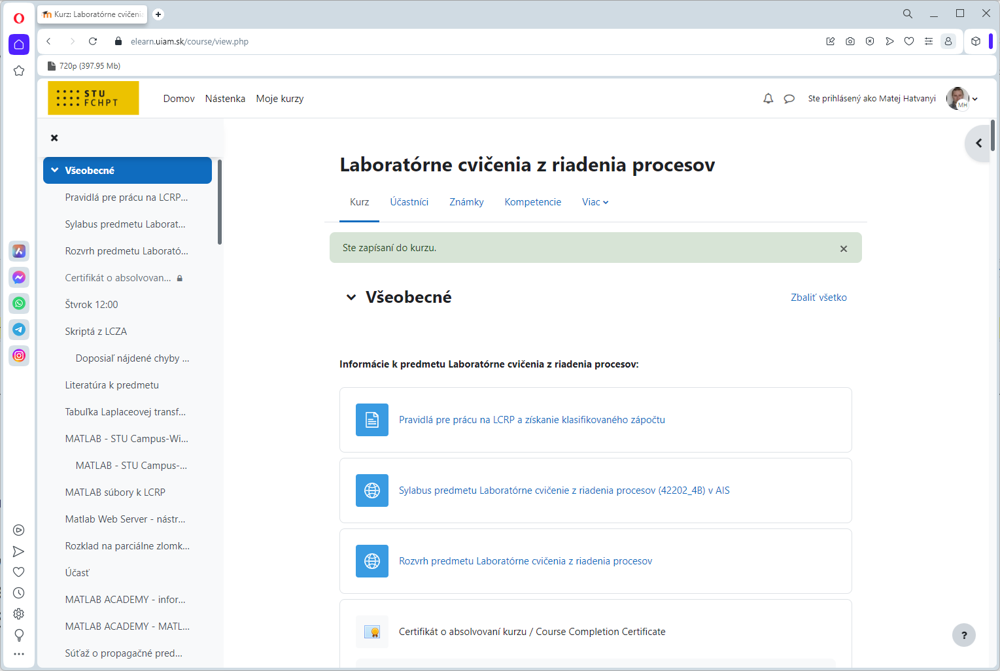 Kurz: Laboratórne cvičenia
elearn.uiam.sk/course/view.php
720p (397.95 Mb)
STU
FCHPT
Domov Nástenka Moje kurzy
Ste prihlásený ako Matej Hatvanyi
MH
Všeobecné
Pravidlá pre prácu na LCRP...
Sylabus predmetu Laborat...
Rozvrh predmetu Laborató...
Certifikát o absolvovan...
Štvrok 12:00
Skriptá z LCZA
Doposiaľ nájdené chyby ...
Literatúra k predmetu
Tabuľka Laplaceovej transf...
MATLAB - STU Campus-Wi...
MATLAB - STU Campus-...
MATLAB súbory k LCRP
Matlab Web Server - nástr...
Rozklad na parciálne zlomk...
Účasť
MATLAB ACADEMY - infor...
MATLAB ACADEMY - MATL...
Súťaž o propagačné pred...
Laboratórne cvičenia z riadenia procesov
Kurz Účastníci Známky Kompetencie Viac
Ste zapísaní do kurzu.
Všeobecné
Zbaliť všetko
Informácie k predmetu Laboratórne cvičenia z riadenia procesov:
Pravidlá pre prácu na LCRP a získanie klasifikovaného zápočtu
Sylabus predmetu Laboratórne cvičenie z riadenia procesov (42202_4B) v AIS
Rozvrh predmetu Laboratórne cvičenia z riadenia procesov
Certifikát o absolvovaní kurzu / Course Completion Certificate
?